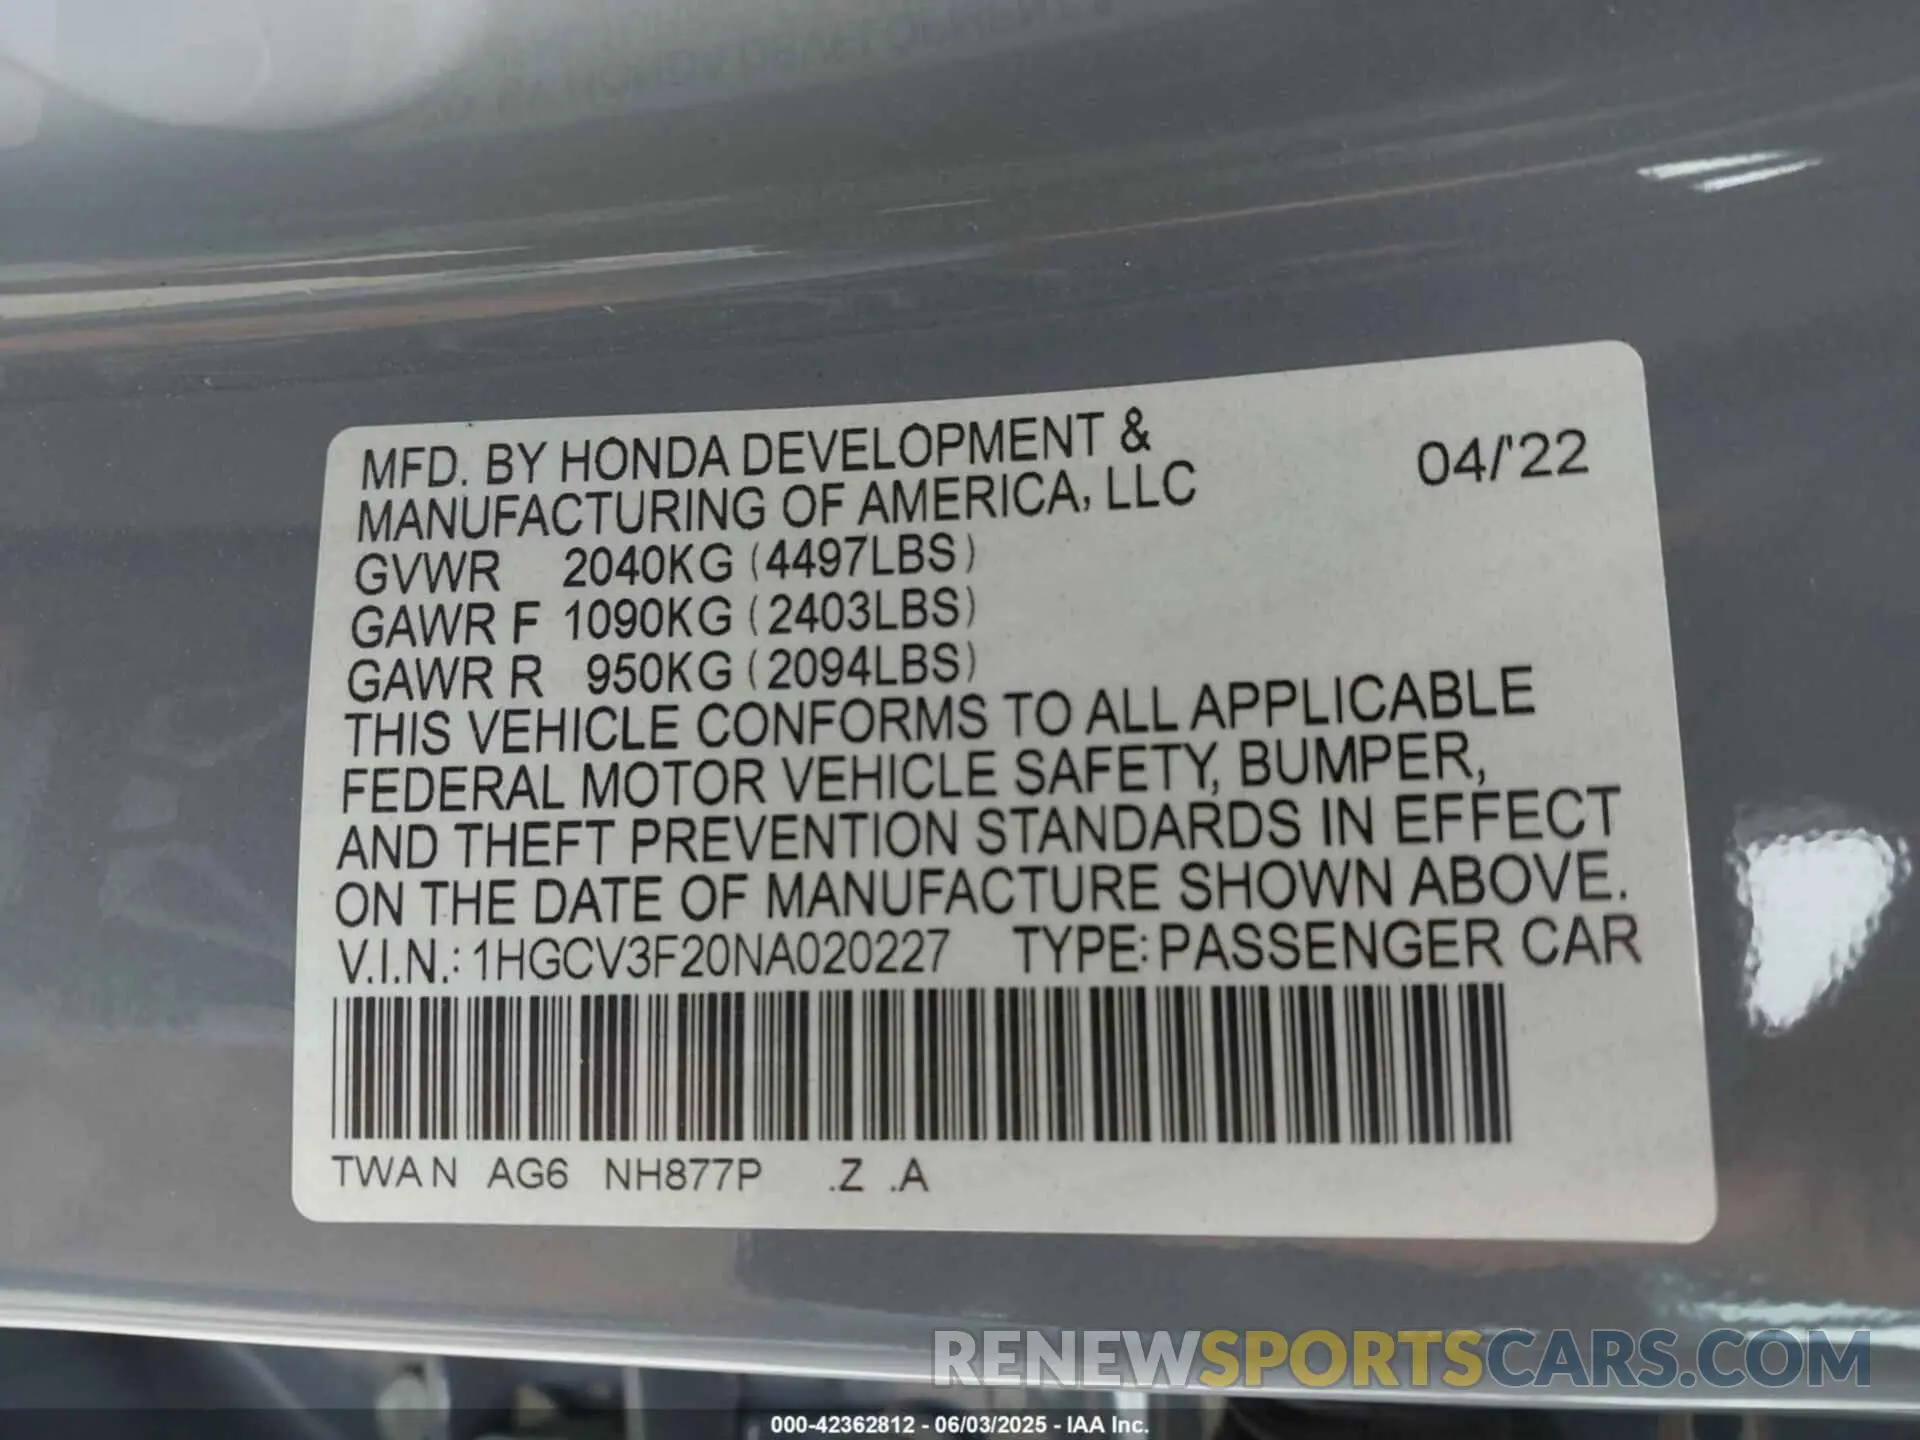 MFD. BY HONDA DEVELOPMENT &
MANUFACTURING OF AMERICA, LLC
04/'22
GVWR 2040KG (4497LBS)
GAWR F 1090KG (2403LBS)
GAWR R 950KG (2094LBS)
THIS VEHICLE CONFORMS TO ALL APPLICABLE
FEDERAL MOTOR VEHICLE SAFETY, BUMPER,
AND THEFT PREVENTION STANDARDS IN EFFECT
ON THE DATE OF MANUFACTURE SHOWN ABOVE.
V.I.N.: 1HGCV3F20NA020227 TYPE: PASSENGER CAR
TWAN AG6 NH877P .Z .A
RENEWSPORTSCARS.COM
000-42362812 - 06/03/2025 - IAA Inc.